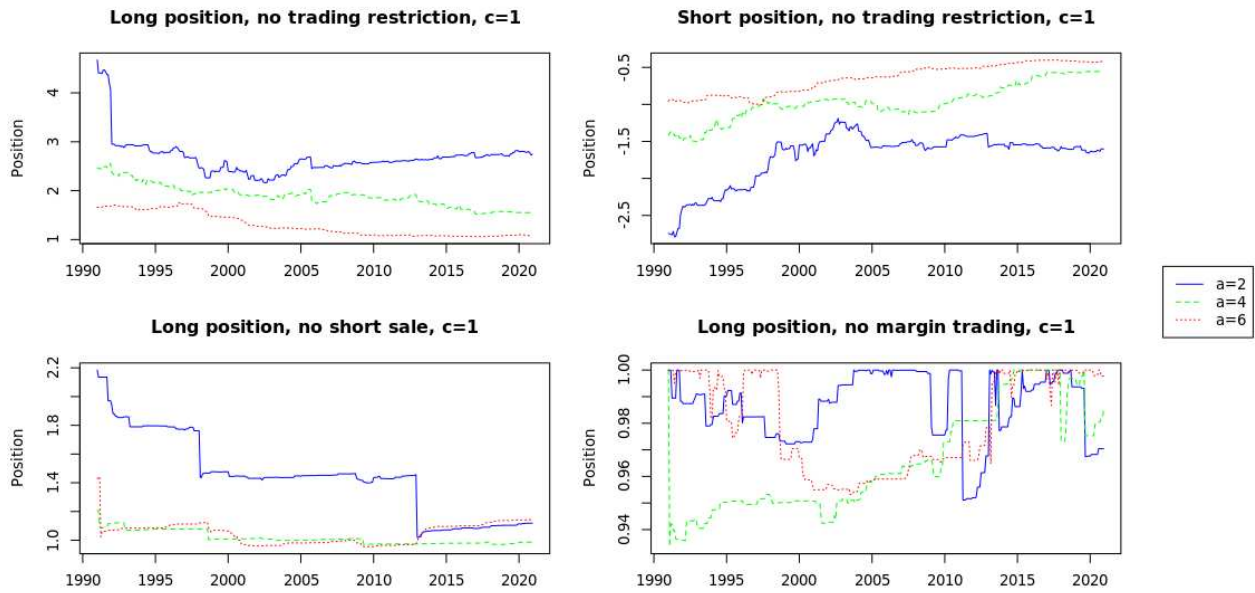 Long position, no trading restriction, c=1
Position
4
3
2
1
1990 1995 2000 2005 2010 2015 2020
Short position, no trading restriction, c=1
Position
-0.5
-1.5
-2.5
1990 1995 2000 2005 2010 2015 2020
a=2
a=4
a=6
Long position, no short sale, c=1
Position
2.2
1.8
1.4
1.0
1990 1995 2000 2005 2010 2015 2020
Long position, no margin trading, c=1
Position
1.00
0.98
0.96
0.94
1990 1995 2000 2005 2010 2015 2020